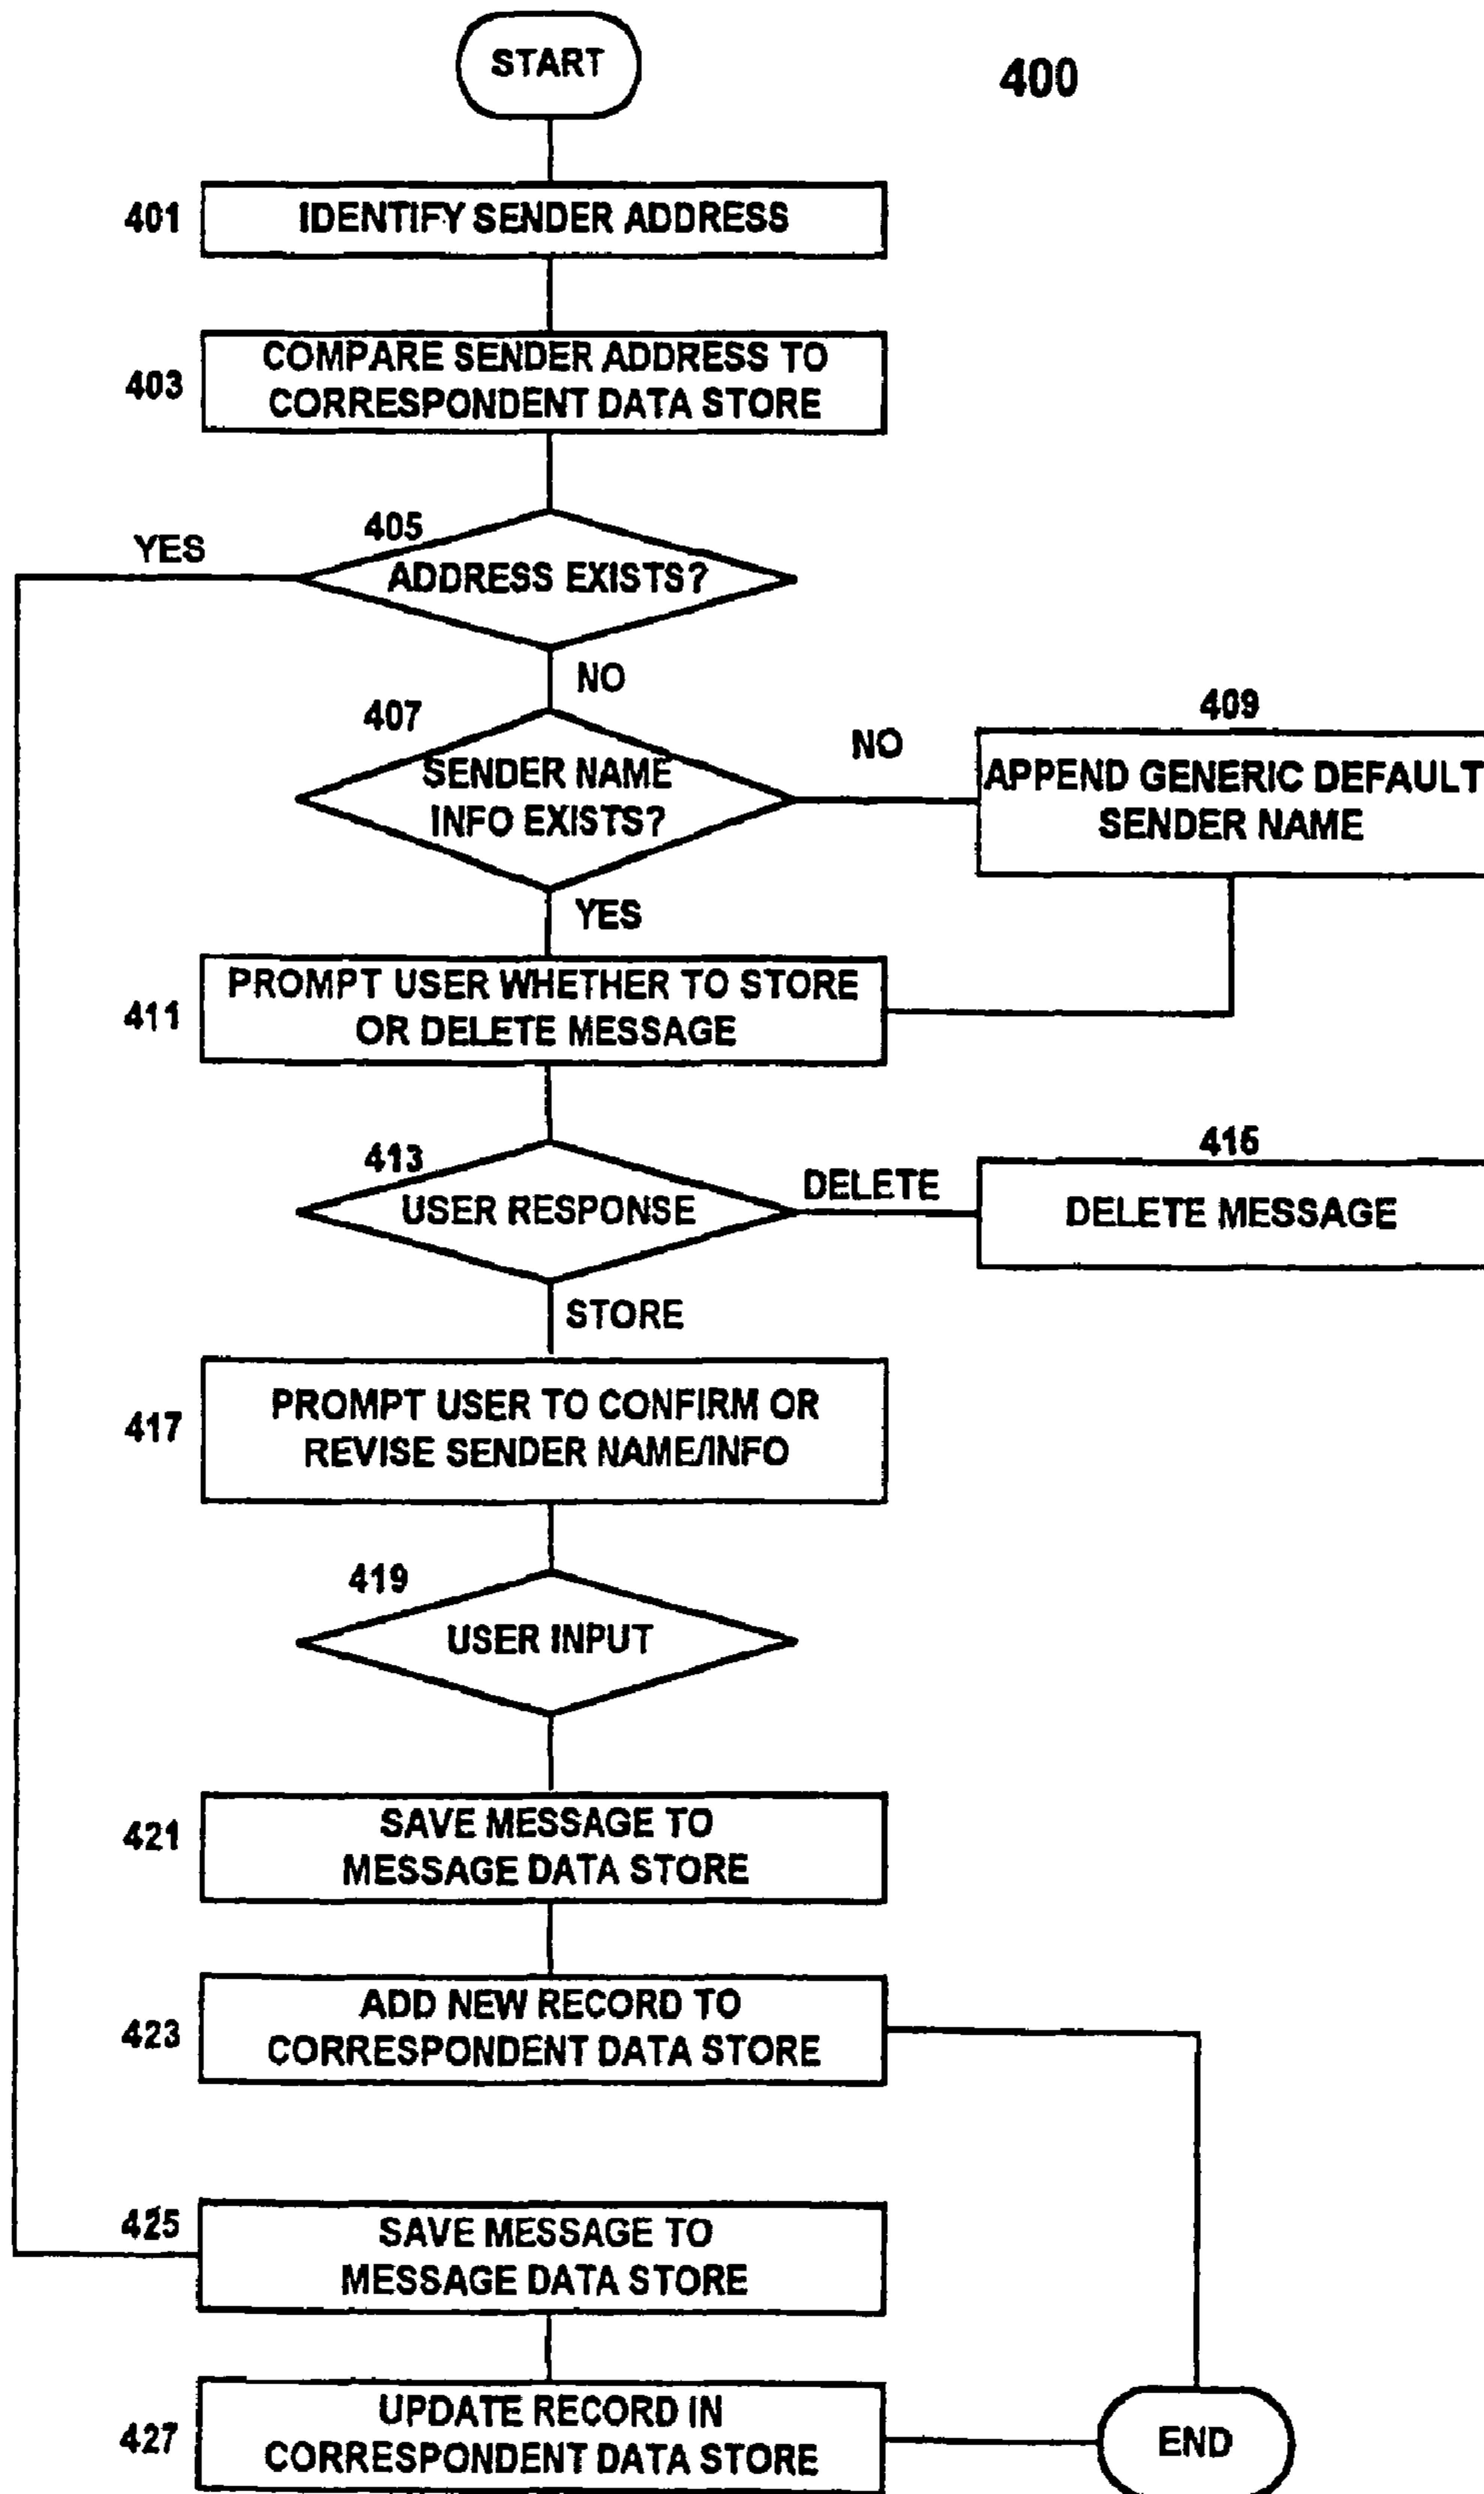 START
400
401
IDENTIFY SENDER ADDRESS
403
COMPARE SENDER ADDRESS TO
CORRESPONDENT DATA STORE
405
YES
ADDRESS EXISTS?
NO
407
SENDER NAME
INFO EXISTS?
NO
409
APPEND GENERIC DEFAULT
SENDER NAME
YES
411
PROMPT USER WHETHER TO STORE
OR DELETE MESSAGE
413
USER RESPONSE
DELETE
415
DELETE MESSAGE
STORE
417
PROMPT USER TO CONFIRM OR
REVISE SENDER NAME/INFO
419
USER INPUT
421
SAVE MESSAGE TO
MESSAGE DATA STORE
423
ADD NEW RECORD TO
CORRESPONDENT DATA STORE
425
SAVE MESSAGE TO
MESSAGE DATA STORE
427
UPDATE RECORD IN
CORRESPONDENT DATA STORE
END